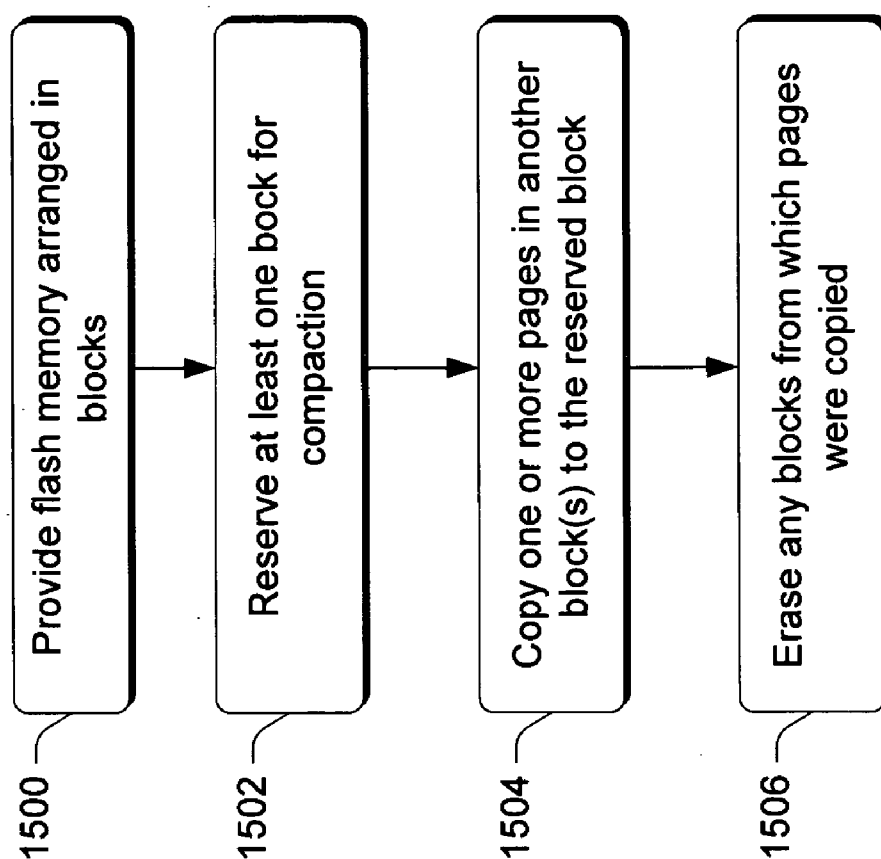 1500
Provide flash memory arranged in
blocks
1502
Reserve at least one bock for
compaction
1504
Copy one or more pages in another
block(s) to the reserved block
1506
Erase any blocks from which pages
were copied